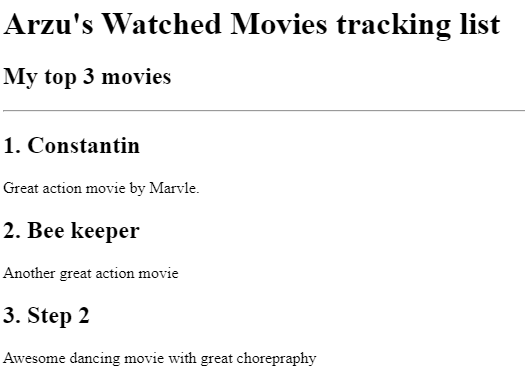 Arzu's Watched Movies tracking list
My top 3 movies
1. Constantin
Great action movie by Marvle.
2. Bee keeper
Another great action movie
3. Step 2
Awesome dancing movie with great chorepraphy